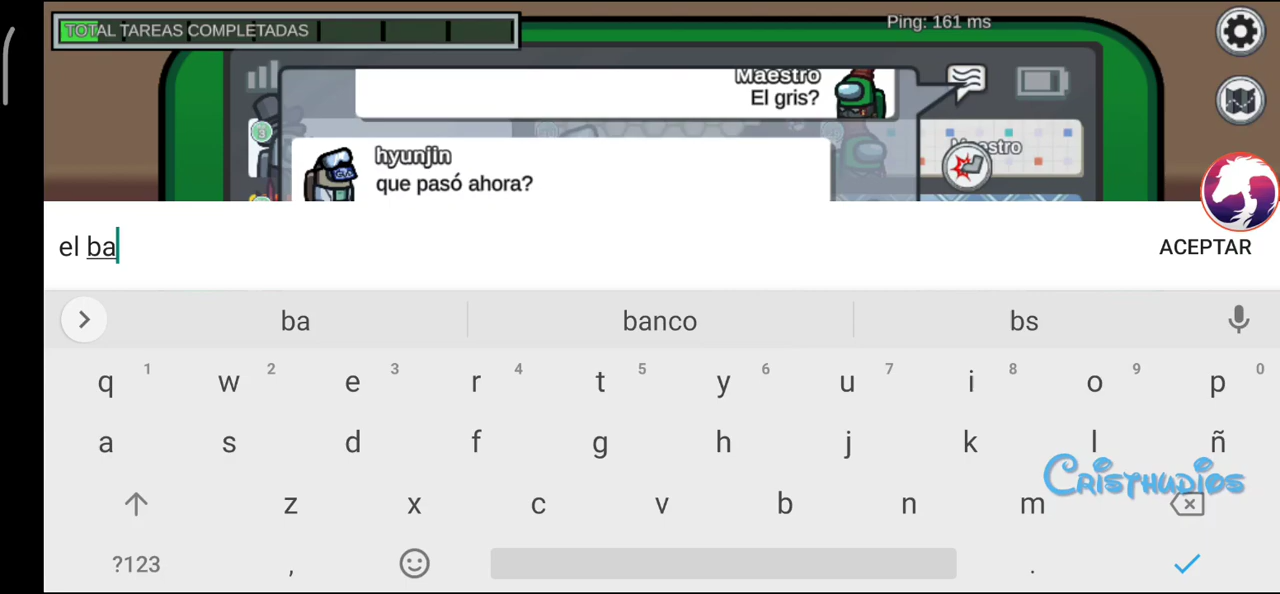 TOTAL TAREAS COMPLETADAS
Ping: 161 ms
Maestro
El gris?
Maestro
hyunjin
que pasó ahora?
el ba
ACEPTAR
ba banco bs
q 1 w 2 e 3 r 4 t 5 y 6 u 7 i 8 o 9 p 0
a s d f g h j k l ñ
CRISTHUDIOS
z x c v b n m
?123 , .